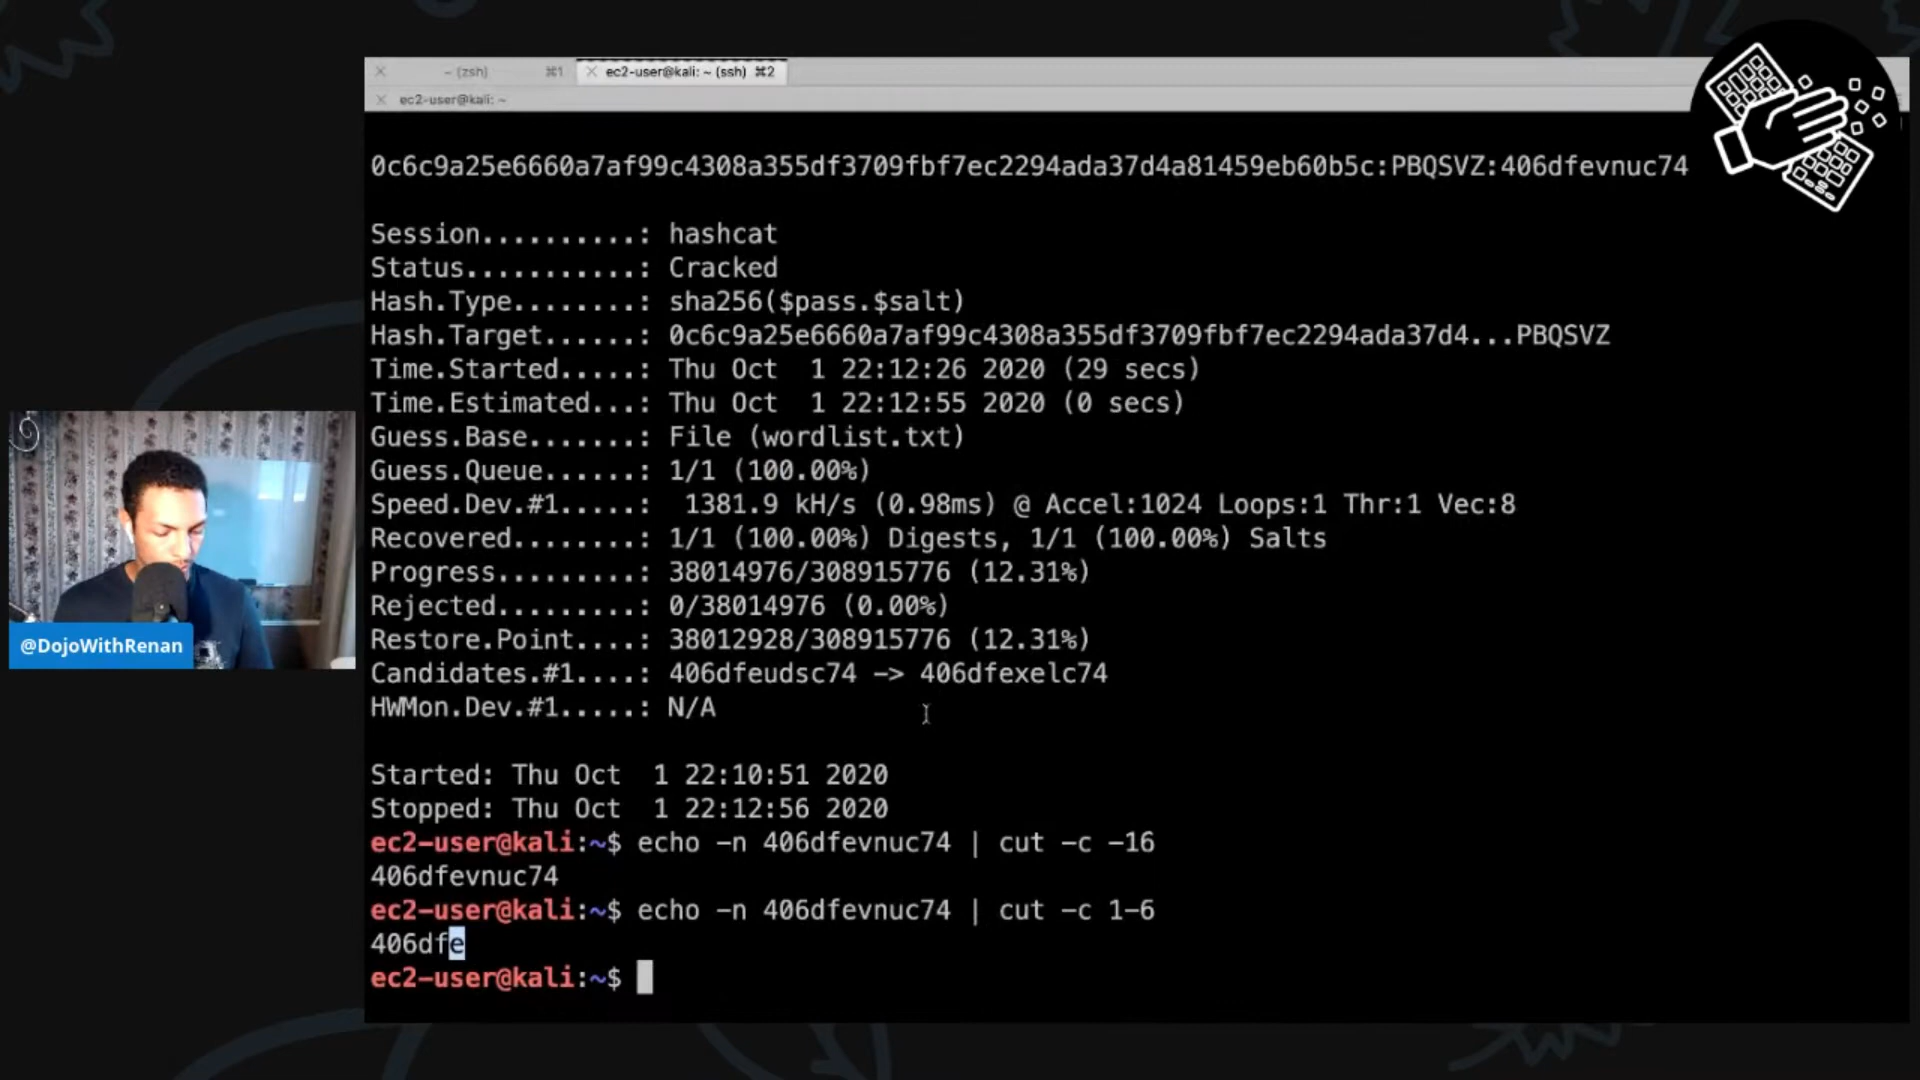 ~ (zsh) ⌘1 ec2-user@kali: ~ (ssh) ⌘2
ec2-user@kali: ~
0c6c9a25e6660a7af99c4308a355df3709fbf7ec2294ada37d4a81459eb60b5c:PBQSVZ:406dfevnuc74
Session..........: hashcat
Status...........: Cracked
Hash.Type........: sha256($pass.$salt)
Hash.Target......: 0c6c9a25e6660a7af99c4308a355df3709fbf7ec2294ada37d4...PBQSVZ
Time.Started.....: Thu Oct  1 22:12:26 2020 (29 secs)
Time.Estimated...: Thu Oct  1 22:12:55 2020 (0 secs)
Guess.Base.......: File (wordlist.txt)
Guess.Queue......: 1/1 (100.00%)
Speed.Dev.#1.....:  1381.9 kH/s (0.98ms) @ Accel:1024 Loops:1 Thr:1 Vec:8
Recovered........: 1/1 (100.00%) Digests, 1/1 (100.00%) Salts
Progress.........: 38014976/308915776 (12.31%)
Rejected.........: 0/38014976 (0.00%)
Restore.Point....: 38012928/308915776 (12.31%)
Candidates.#1....: 406dfeudsc74 -> 406dfexelc74
HWMon.Dev.#1.....: N/A
Started: Thu Oct  1 22:10:51 2020
Stopped: Thu Oct  1 22:12:56 2020
ec2-user@kali:~$ echo -n 406dfevnuc74 | cut -c -16
406dfevnuc74
ec2-user@kali:~$ echo -n 406dfevnuc74 | cut -c 1-6
406dfe
ec2-user@kali:~$
@DojoWithRenan